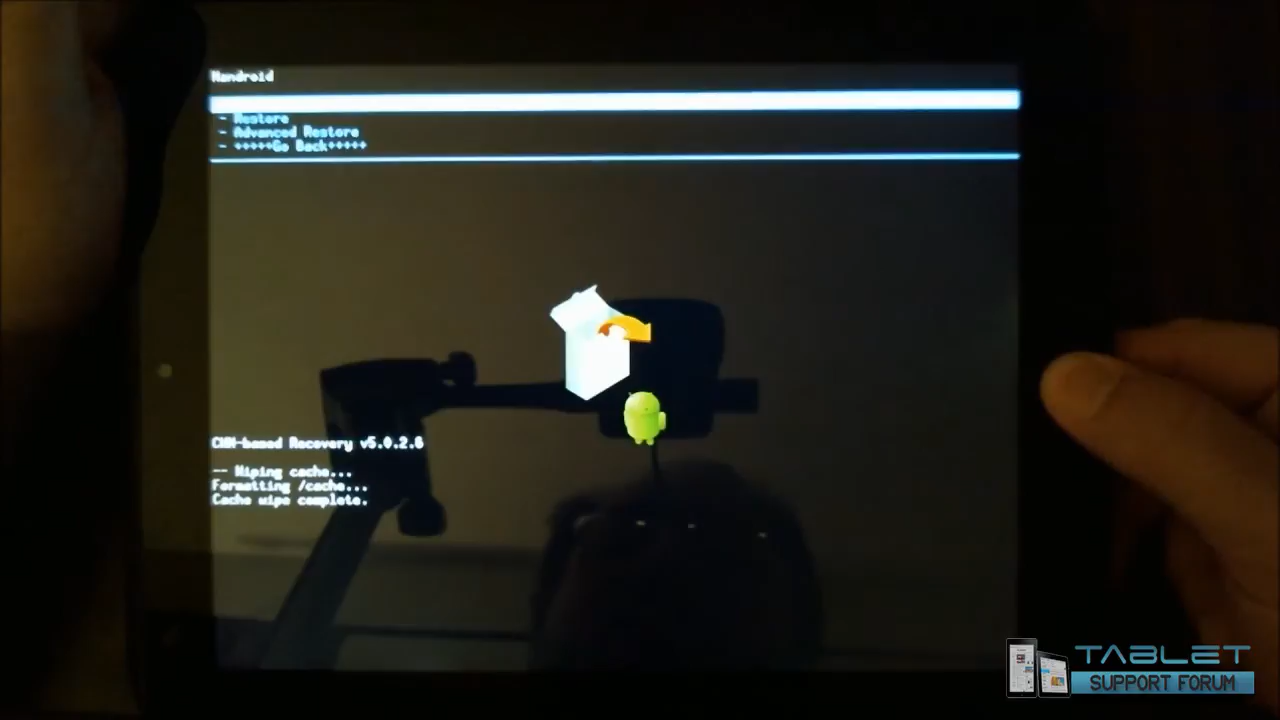 Nandroid
- Restore
- Advanced Restore
- +++++Go Back+++++
CWM-based Recovery v5.0.2.6
-- Wiping cache...
Formatting /cache...
Cache wipe complete.
TABLET
SUPPORT FORUM